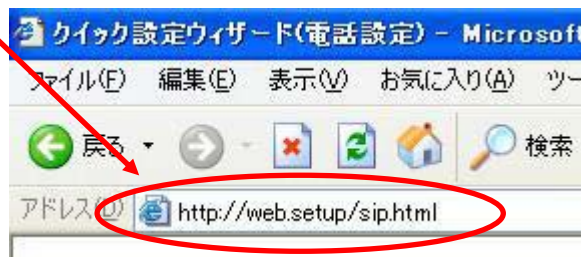 クイック設定ウィザード(電話設定) - Microsoft
ファイル(F) 編集(E) 表示(V) お気に入り(A) ツー
戻る 検索
アドレス(D) http://web.setup/sip.html